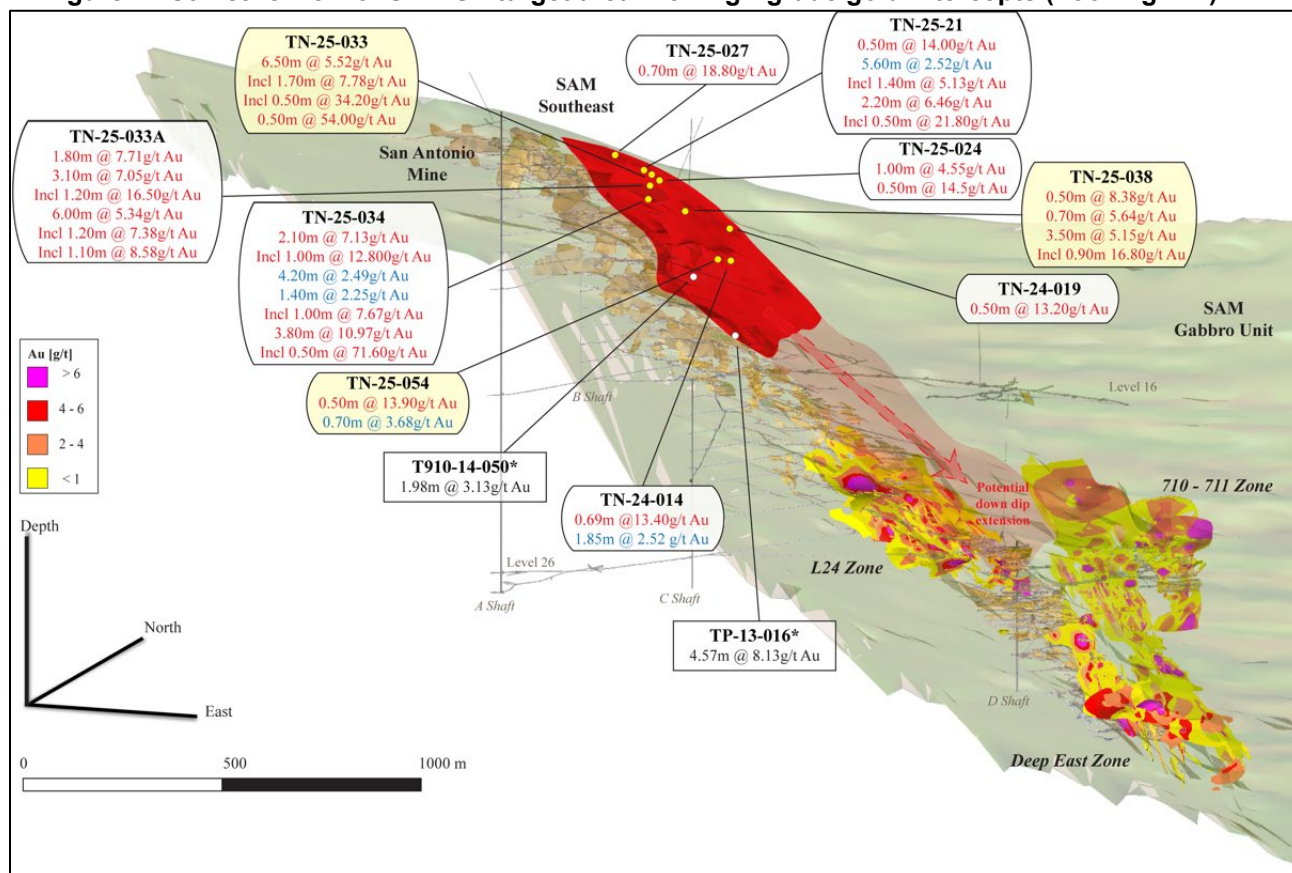 TN-25-033
6.50m @ 5.52g/t Au
Incl 1.70m @ 7.78g/t Au
Incl 0.50m @ 34.20g/t Au
0.50m @ 54.00g/t Au
TN-25-027
0.70m @ 18.80g/t Au
TN-25-21
0.50m @ 14.00g/t Au
5.60m @ 2.52g/t Au
Incl 1.40m @ 5.13g/t Au
2.20m @ 6.46g/t Au
Incl 0.50m @ 21.80g/t Au
SAM
Southeast
San Antonio
Mine
TN-25-033A
1.80m @ 7.71g/t Au
3.10m @ 7.05g/t Au
Incl 1.20m @ 16.50g/t Au
6.00m @ 5.34g/t Au
Incl 1.20m @ 7.38g/t Au
Incl 1.10m @ 8.58g/t Au
TN-25-024
1.00m @ 4.55g/t Au
0.50m @ 14.5g/t Au
TN-25-038
0.50m @ 8.38g/t Au
0.70m @ 5.64g/t Au
3.50m @ 5.15g/t Au
Incl 0.90m 16.80g/t Au
TN-25-034
2.10m @ 7.13g/t Au
Incl 1.00m @ 12.800g/t Au
4.20m @ 2.49g/t Au
1.40m @ 2.25g/t Au
Incl 1.00m @ 7.67g/t Au
3.80m @ 10.97g/t Au
Incl 0.50m @ 71.60g/t Au
TN-24-019
0.50m @ 13.20g/t Au
SAM
Gabbro Unit
Au [g/t]
> 6
4 - 6
2 - 4
< 1
TN-25-054
0.50m @ 13.90g/t Au
0.70m @ 3.68g/t Au
B Shaft
Level 16
T910-14-050*
1.98m @ 3.13g/t Au
TN-24-014
0.69m @13.40g/t Au
1.85m @ 2.52 g/t Au
Potential
down dip
extension
710 - 711 Zone
L24 Zone
Level 26
A Shaft
C Shaft
TP-13-016*
4.57m @ 8.13g/t Au
D Shaft
Deep East Zone
Depth
North
East
0
500
1000 m